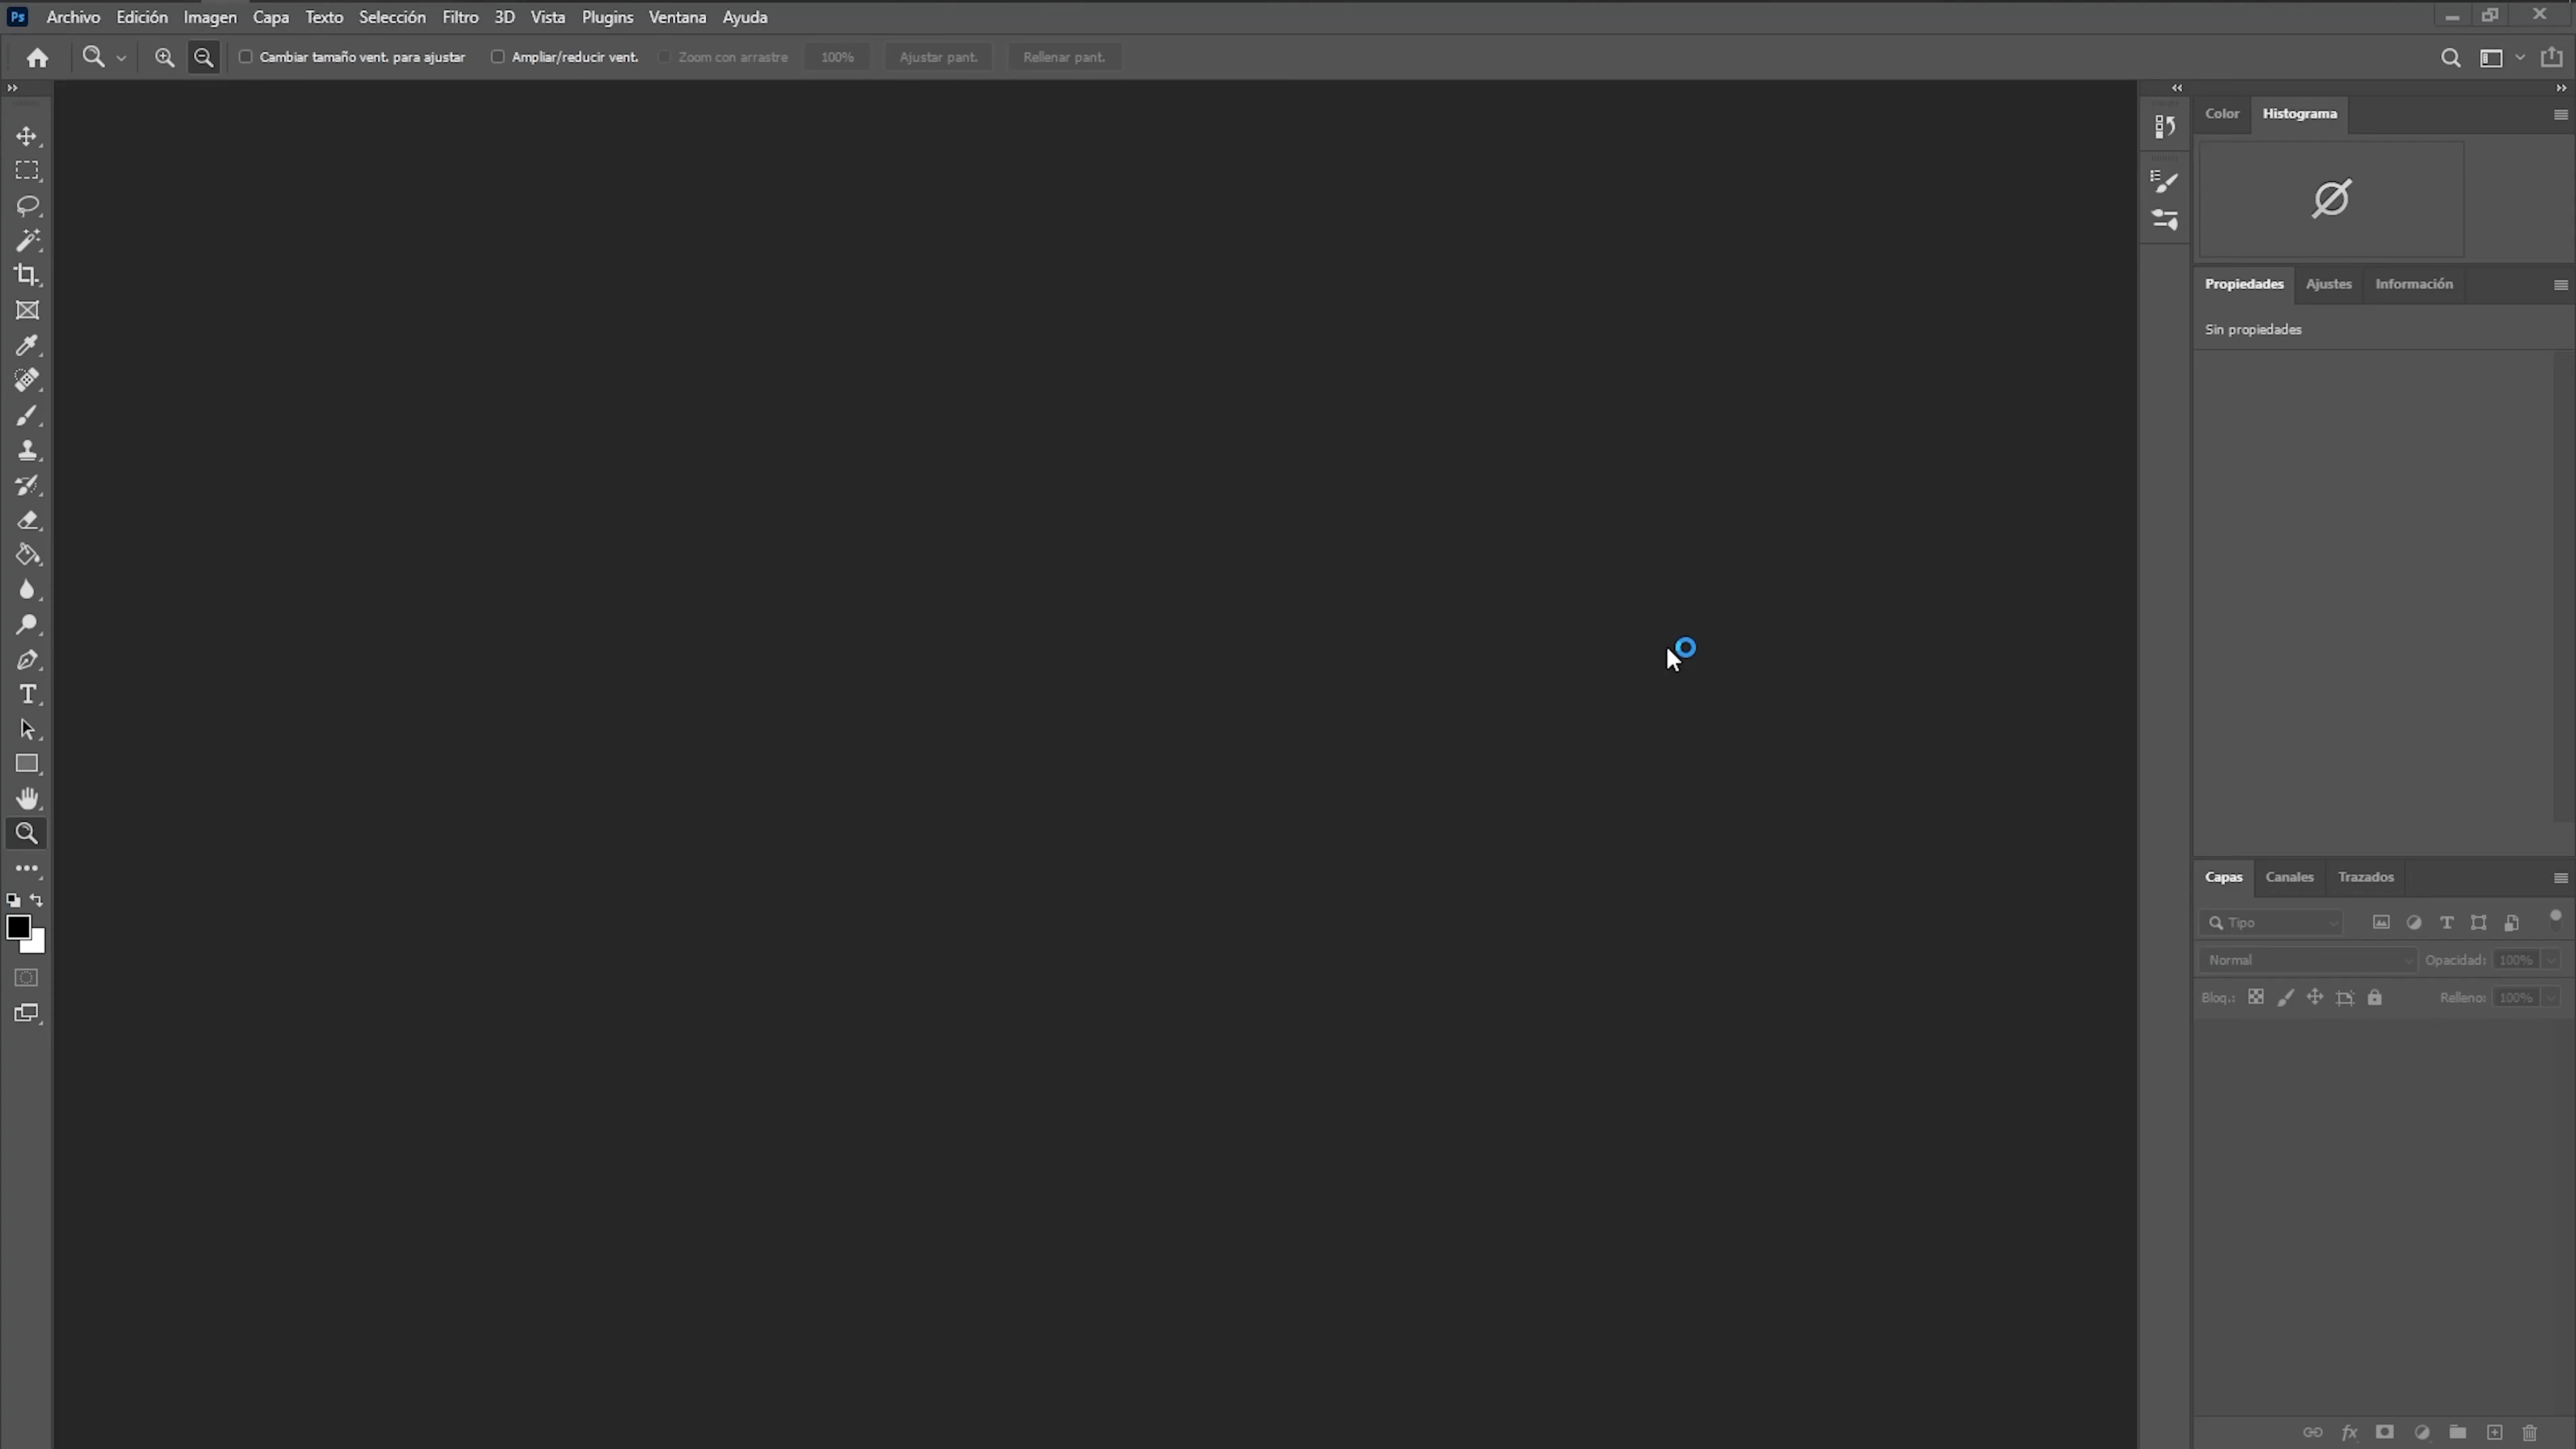 Ps Archivo Edición Imagen Capa Texto Selección Filtro 3D Vista Plugins Ventana Ayuda
Cambiar tamaño vent. para ajustar Ampliar/reducir vent. Zoom con arrastre 100% Ajustar pant. Rellenar pant.
Color Histograma
Propiedades Ajustes Información
Sin propiedades
Capas Canales Trazados
Tipo
Normal Opacidad: 100%
Bloq.: Relleno: 100%
fx